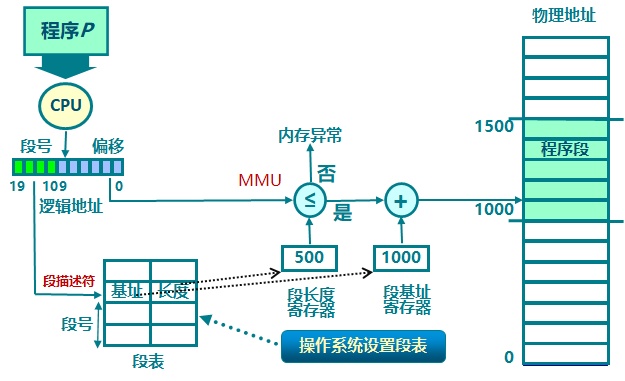 程序P
CPU
段号
偏移
19
109
0
逻辑地址
段描述符
段号
基址
长度
段表
MMU
内存异常
否
≤
是
+
500
1000
段长度
寄存器
段基址
寄存器
操作系统设置段表
物理地址
1500
程序段
1000
0